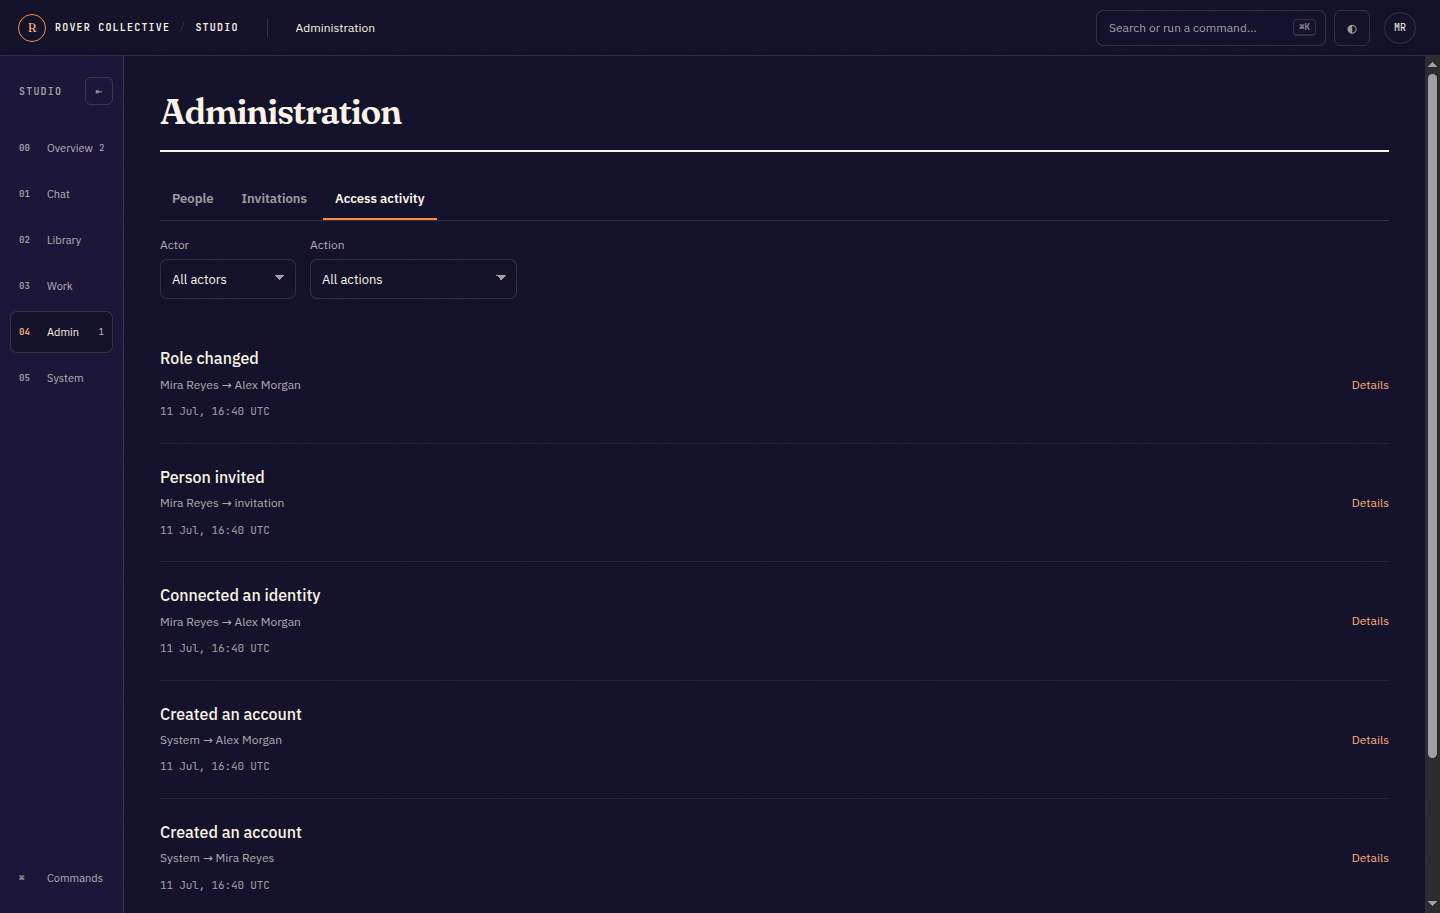 R ROVER COLLECTIVE / STUDIO
Administration
Search or run a command... ⌘K
MR
STUDIO
00 Overview 2
01 Chat
02 Library
03 Work
04 Admin 1
05 System
⌘ Commands
Administration
People Invitations Access activity
Actor Action
All actors All actions
Role changed
Mira Reyes → Alex Morgan
11 Jul, 16:40 UTC
Details
Person invited
Mira Reyes → invitation
11 Jul, 16:40 UTC
Details
Connected an identity
Mira Reyes → Alex Morgan
11 Jul, 16:40 UTC
Details
Created an account
System → Alex Morgan
11 Jul, 16:40 UTC
Details
Created an account
System → Mira Reyes
11 Jul, 16:40 UTC
Details